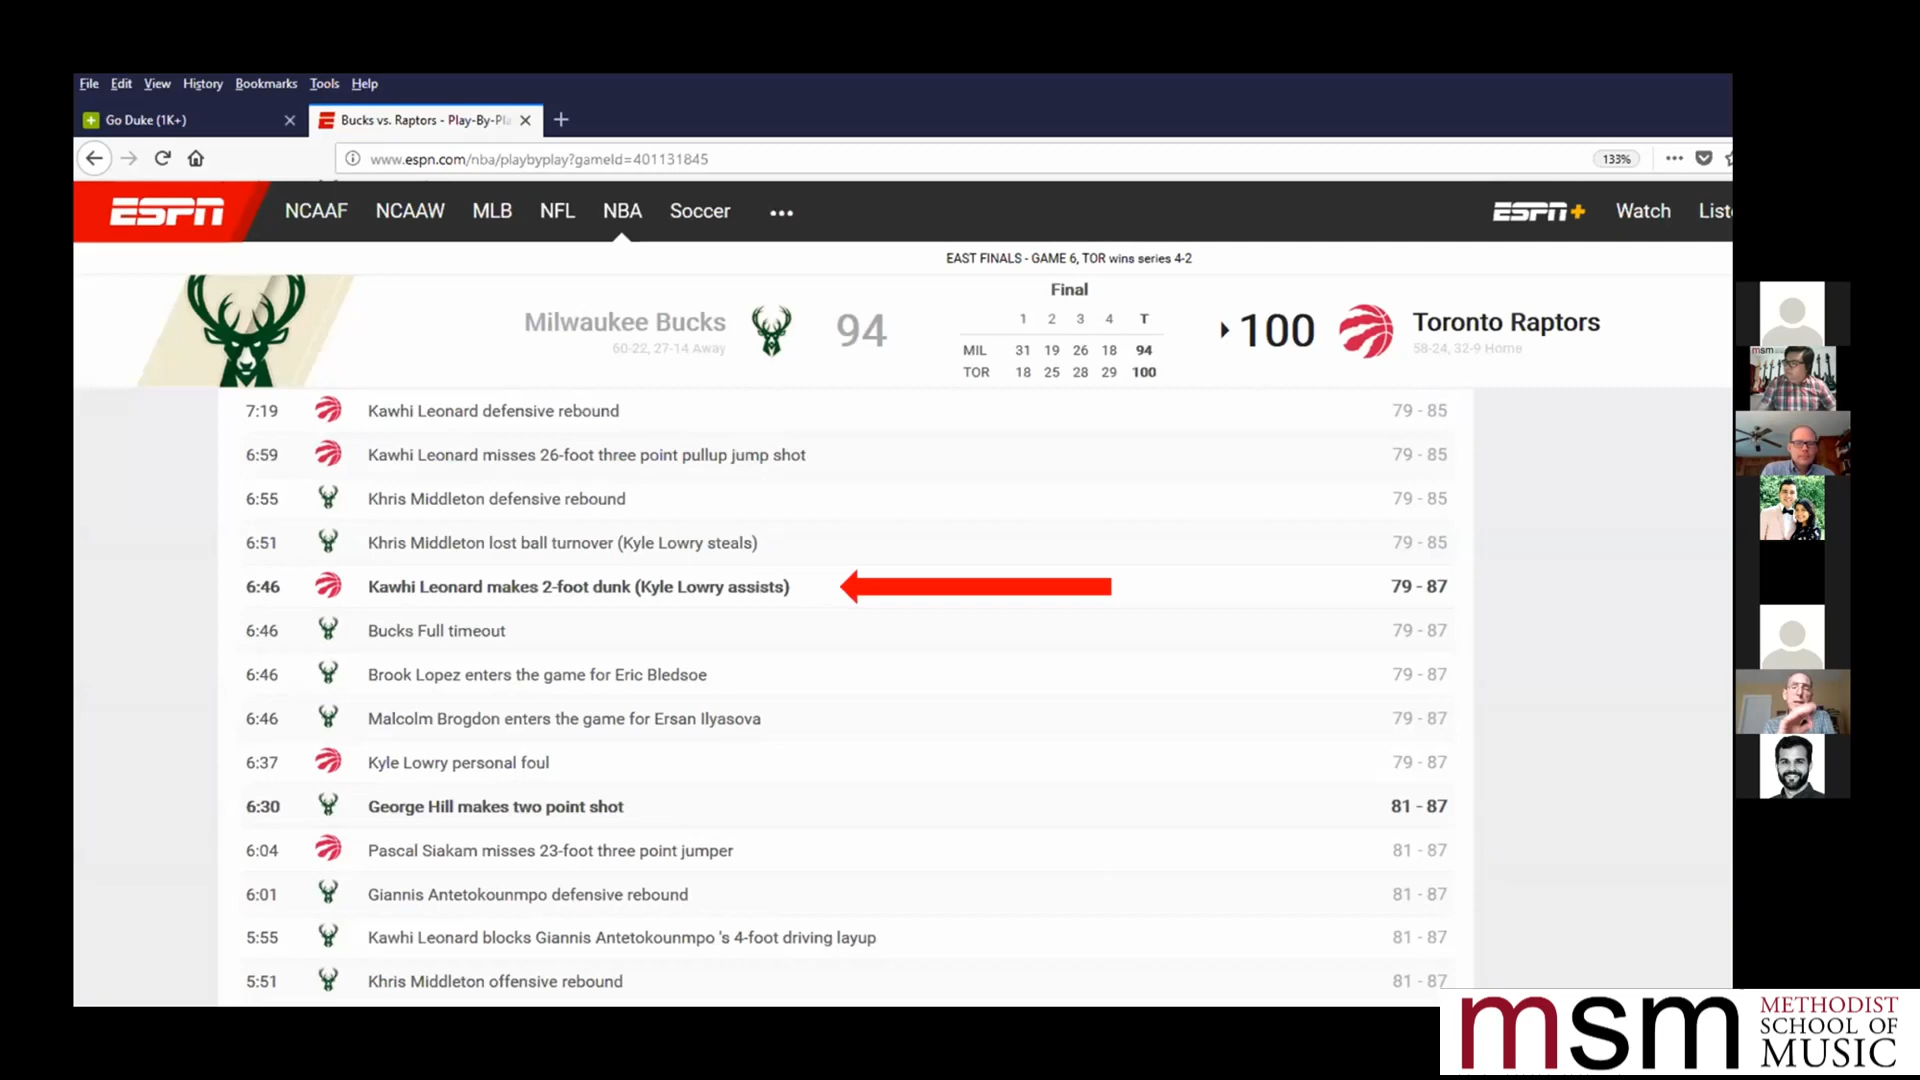 File Edit View History Bookmarks Tools Help
Go Duke (1K+)
Bucks vs. Raptors - Play-By-Pla
www.espn.com/nba/playbyplay?gameId=401131845
133%
ESPN NCAAF NCAAW MLB NFL NBA Soccer ... ESPN+ Watch Liste
EAST FINALS - GAME 6, TOR wins series 4-2
Final
Milwaukee Bucks
60-22, 27-14 Away
94
1 2 3 4 T
MIL 31 19 26 18 94
TOR 18 25 28 29 100
100
Toronto Raptors
58-24, 32-9 Home
7:19 Kawhi Leonard defensive rebound 79 - 85
6:59 Kawhi Leonard misses 26-foot three point pullup jump shot 79 - 85
6:55 Khris Middleton defensive rebound 79 - 85
6:51 Khris Middleton lost ball turnover (Kyle Lowry steals) 79 - 85
6:46 Kawhi Leonard makes 2-foot dunk (Kyle Lowry assists) 79 - 87
6:46 Bucks Full timeout 79 - 87
6:46 Brook Lopez enters the game for Eric Bledsoe 79 - 87
6:46 Malcolm Brogdon enters the game for Ersan Ilyasova 79 - 87
6:37 Kyle Lowry personal foul 79 - 87
6:30 George Hill makes two point shot 81 - 87
6:04 Pascal Siakam misses 23-foot three point jumper 81 - 87
6:01 Giannis Antetokounmpo defensive rebound 81 - 87
5:55 Kawhi Leonard blocks Giannis Antetokounmpo 's 4-foot driving layup 81 - 87
5:51 Khris Middleton offensive rebound 81 - 87
msm
msm
METHODIST
SCHOOL OF
MUSIC